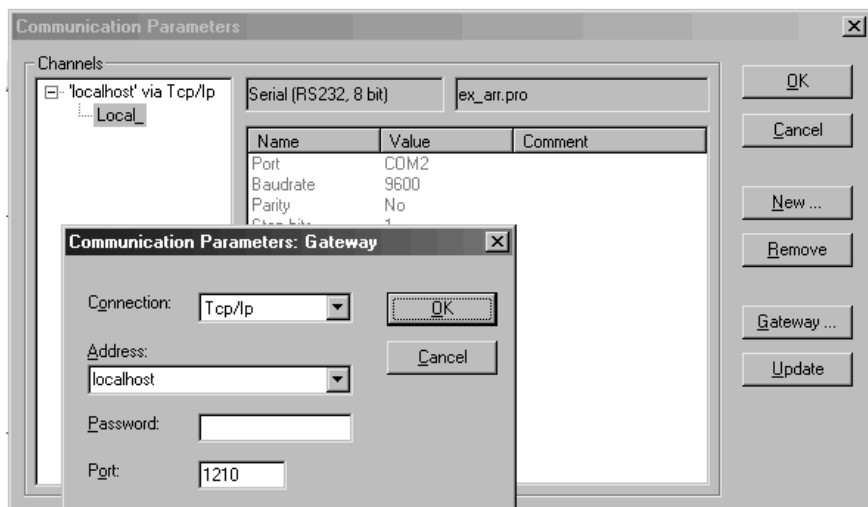 Communication Parameters
Channels
'localhost' via Tcp/Ip
Local_
Serial (RS232, 8 bit)
ex_arr.pro
Name Value Comment
Port COM2
Baudrate 9600
Parity No
Stop bits 1
OK
Cancel
New ...
Remove
Gateway ...
Update
Communication Parameters: Gateway
Connection: Tcp/Ip
Address:
localhost
Password:
Port: 1210
OK
Cancel